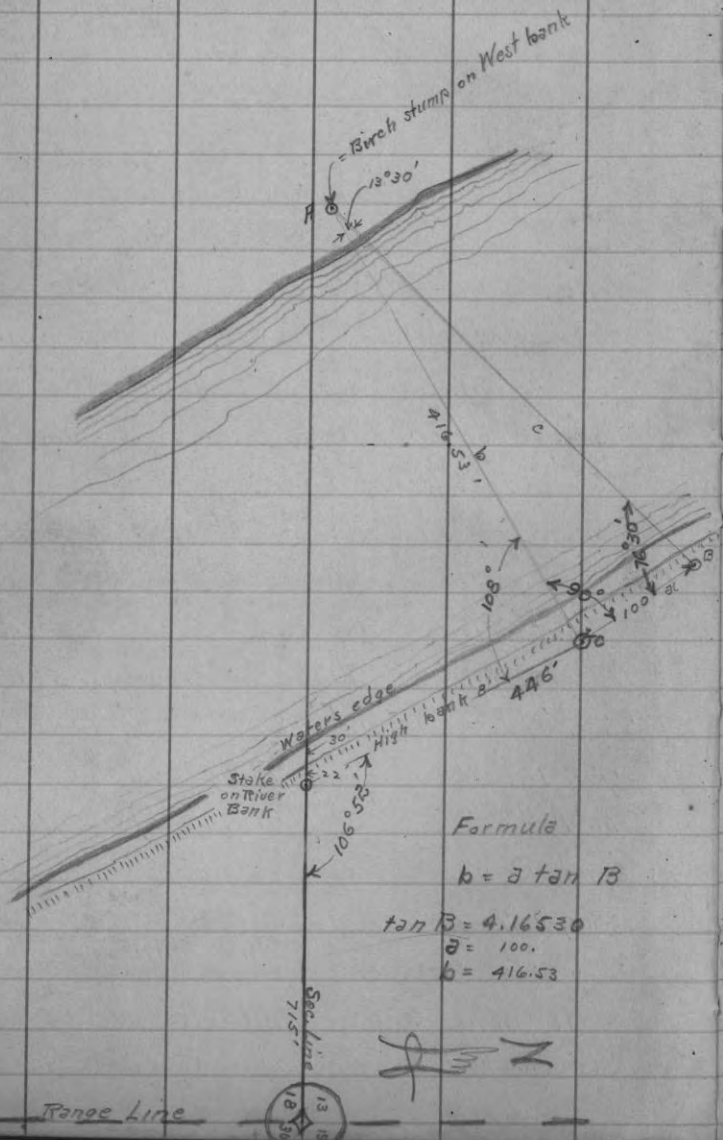 = Birch stump on West bank
A
13°30'
416.53'
b
c
108°
90°
76°30'
B
100'
a
C
446'
Waters edge
30'
High bank 8'
22'
Stake
on River
Bank
106°52'
Formula
b = a tan B
tan B = 4.16530
a = 100.
b = 416.53
Sec. Line
715'
N
Range Line
13
18